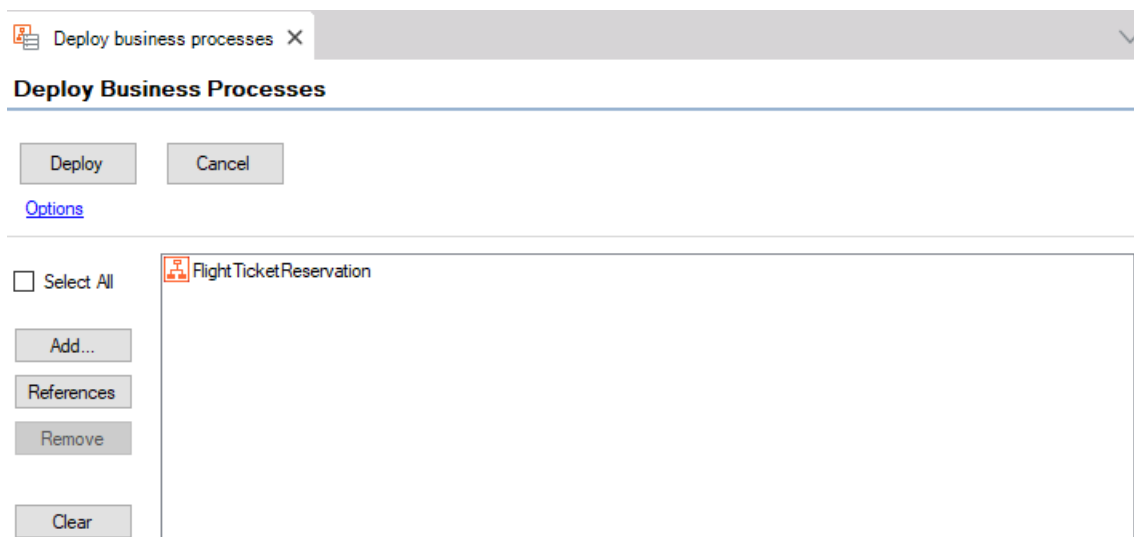 Deploy business processes
Deploy Business Processes
Deploy Cancel
Options
Select All
FlightTicketReservation
Add...
References
Remove
Clear